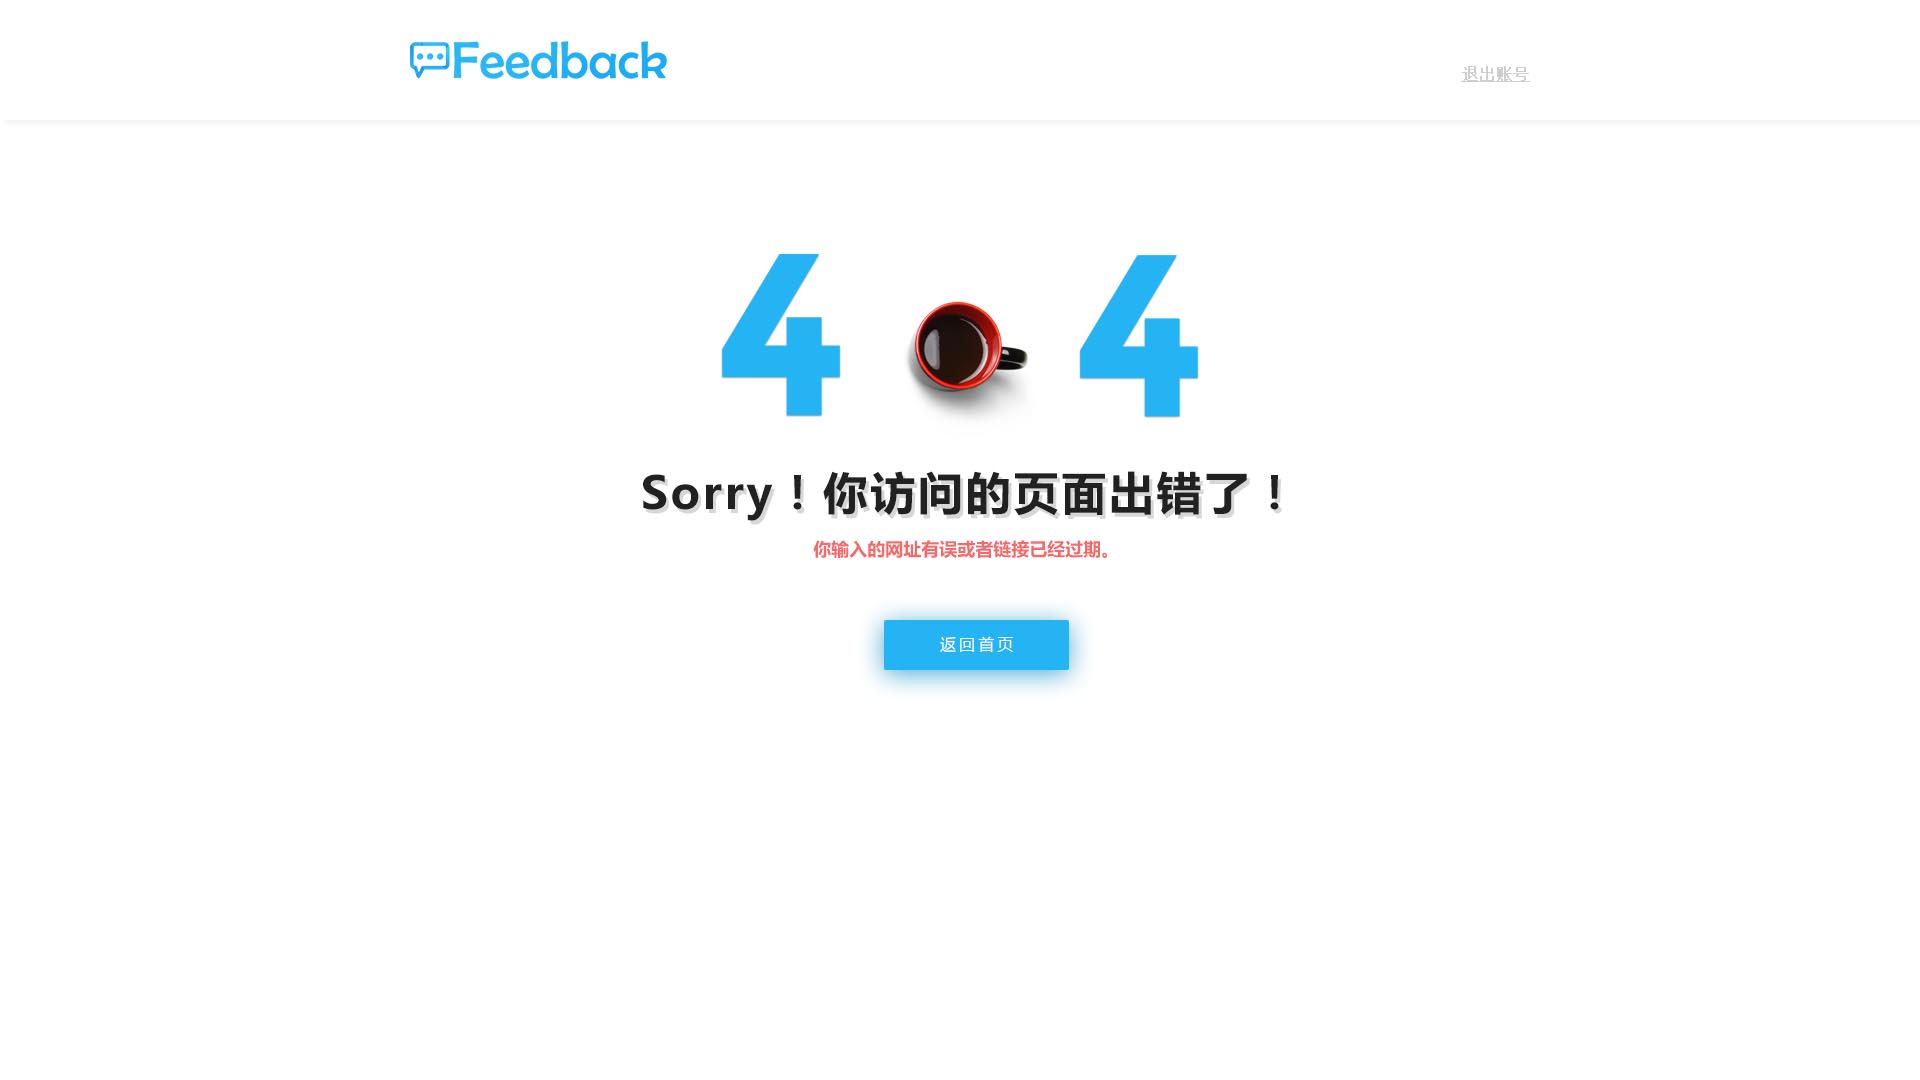 Feedback
退出账号
4 4
Sorry！你访问的页面出错了！
你输入的网址有误或者链接已经过期。
返回首页